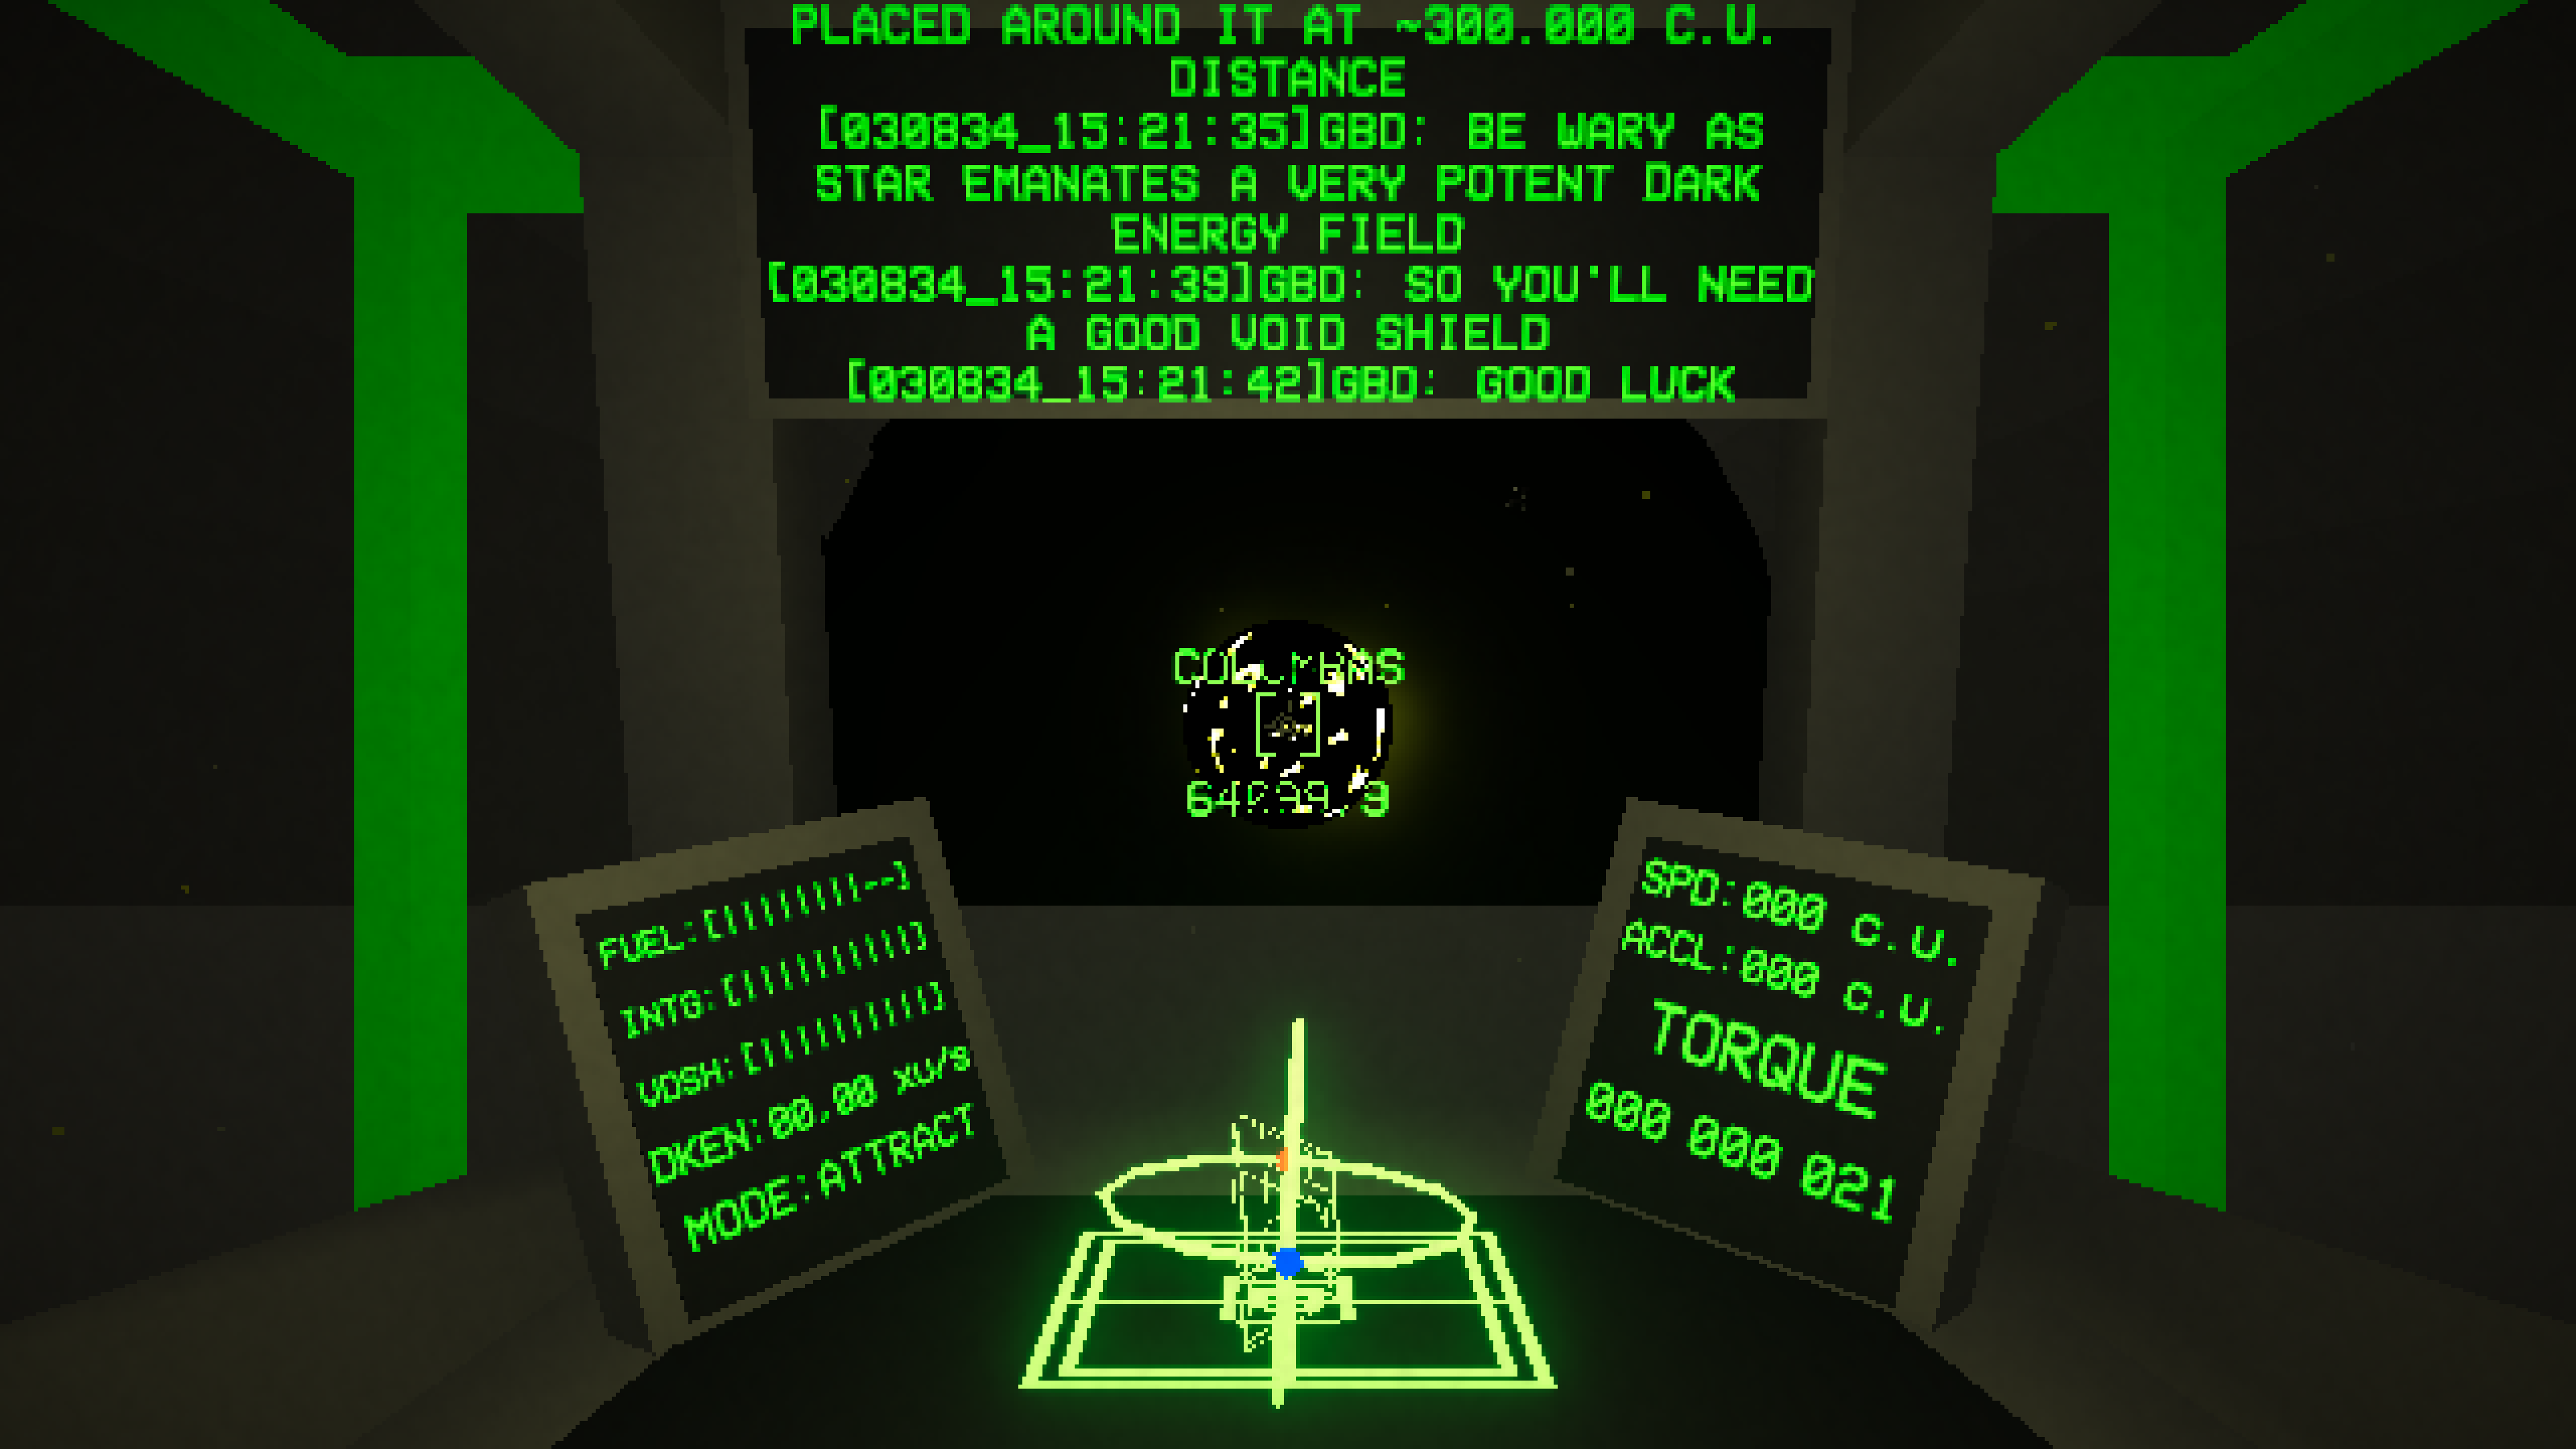 PLACED AROUND IT AT ~300.000 C.U.
DISTANCE
[030834_15:21:35]GBD: BE WARY AS
STAR EMANATES A VERY POTENT DARK
ENERGY FIELD
[030834_15:21:39]GBD: SO YOU'LL NEED
A GOOD VOID SHIELD
[030834_15:21:42]GBD: GOOD LUCK
FUEL:[||||||||--]
INTG:[||||||||||]
VOSH:[||||||||||]
DKEN:00.00 xu/s
MODE:ATTRACT
SPD:000 c.u.
ACCL:000 c.u.
TORQUE
000 000 021